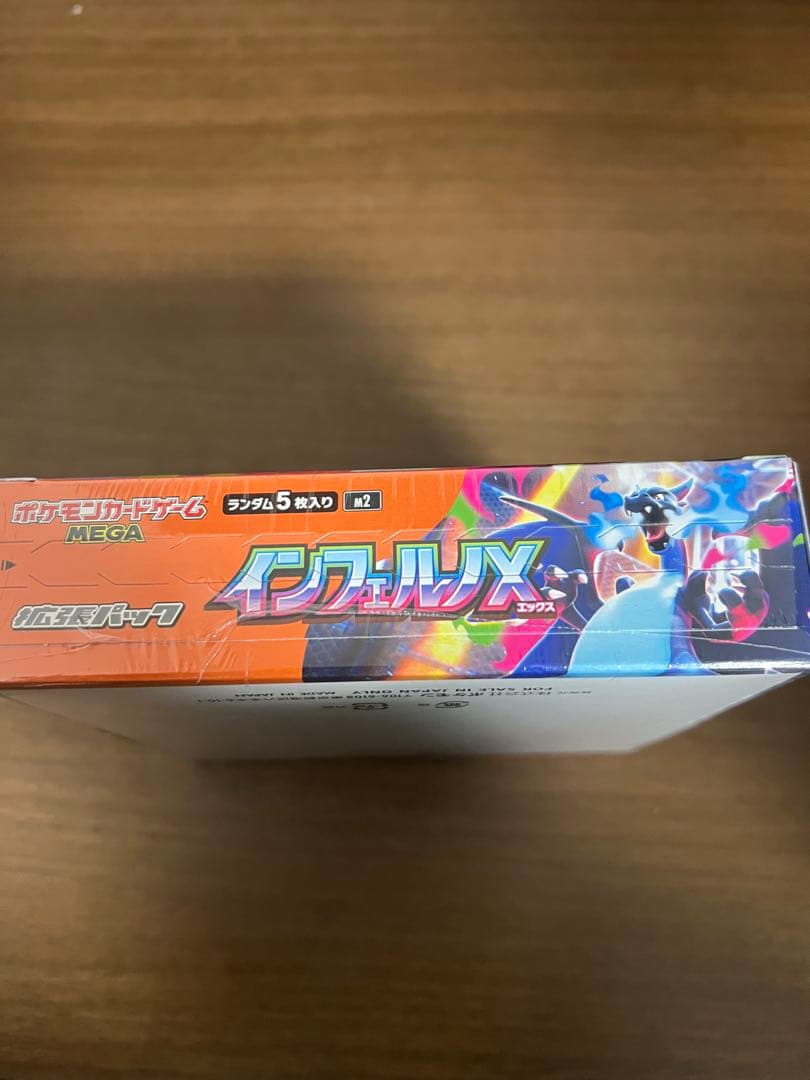 ポケモンカードゲーム
MEGA
ランダム5枚入り M2
インフェルノX
エックス
拡張パック
FOR SALE IN JAPAN ONLY
MADE IN JAPAN